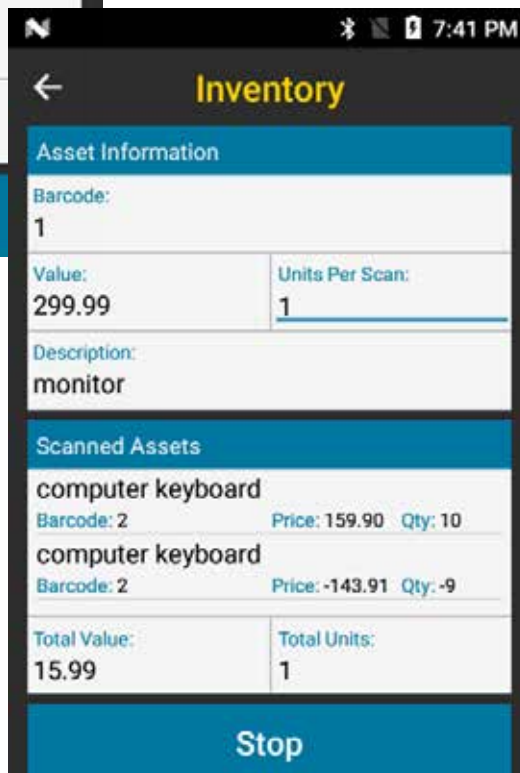 7:41 PM
Inventory
Asset Information
Barcode:
1
Value: Units Per Scan:
299.99 1
Description:
monitor
Scanned Assets
computer keyboard
Barcode: 2 Price: 159.90 Qty: 10
computer keyboard
Barcode: 2 Price: -143.91 Qty: -9
Total Value: Total Units:
15.99 1
Stop